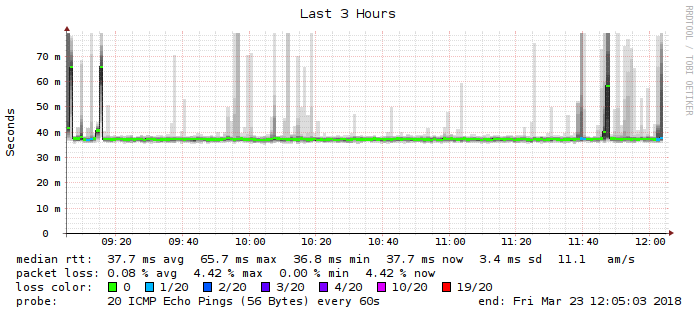 Last 3 Hours
RRDTOOL / TOBI OETIKER
Seconds
70 m
60 m
50 m
40 m
30 m
20 m
10 m
0
09:20 09:40 10:00 10:20 10:40 11:00 11:20 11:40 12:00
median rtt: 37.7 ms avg 65.7 ms max 36.8 ms min 37.7 ms now 3.4 ms sd 11.1 am/s
packet loss: 0.08 % avg 4.42 % max 0.00 % min 4.42 % now
loss color: 0 1/20 2/20 3/20 4/20 10/20 19/20
probe: 20 ICMP Echo Pings (56 Bytes) every 60s end: Fri Mar 23 12:05:03 2018